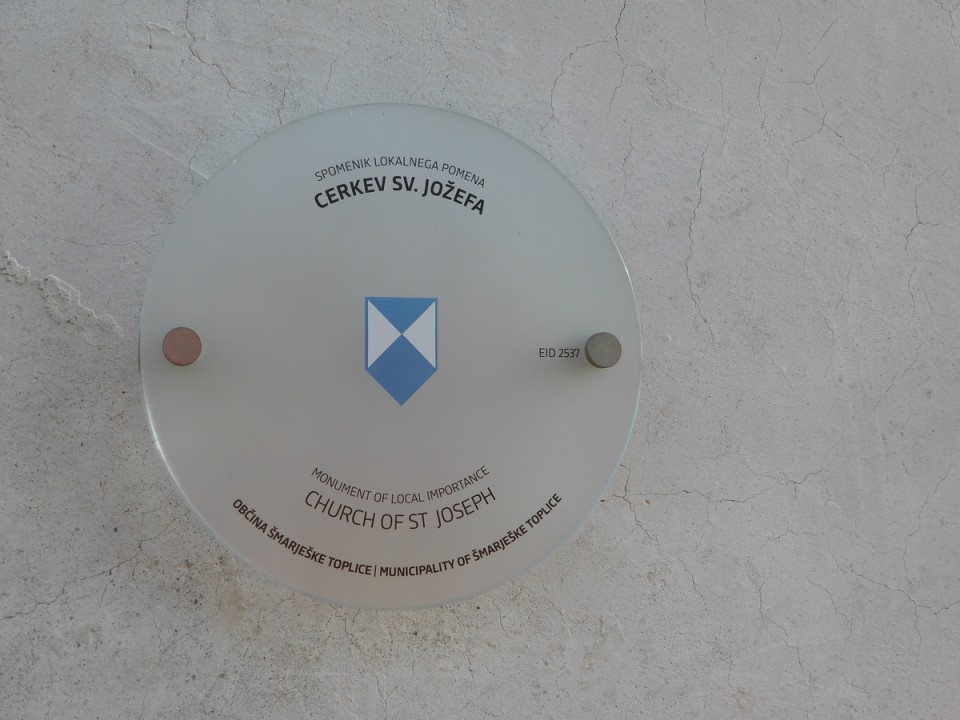 SPOMENIK LOKALNEGA POMENA
CERKEV SV. JOŽEFA
EID 2537
MONUMENT OF LOCAL IMPORTANCE
CHURCH OF ST JOSEPH
OBČINA ŠMARJEŠKE TOPLICE | MUNICIPALITY OF ŠMARJEŠKE TOPLICE